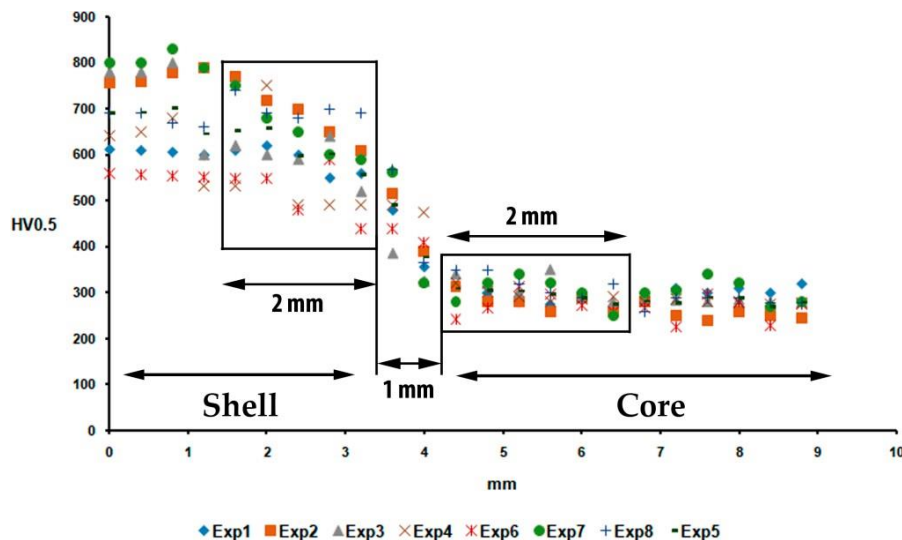 900
800
700
600
500
400
300
200
100
0
HV0.5
2 mm
2 mm
1 mm
Shell
Core
0 1 2 3 4 5 6 7 8 9 10
mm
Exp1 Exp2 Exp3 Exp4 Exp6 Exp7 Exp8 Exp5